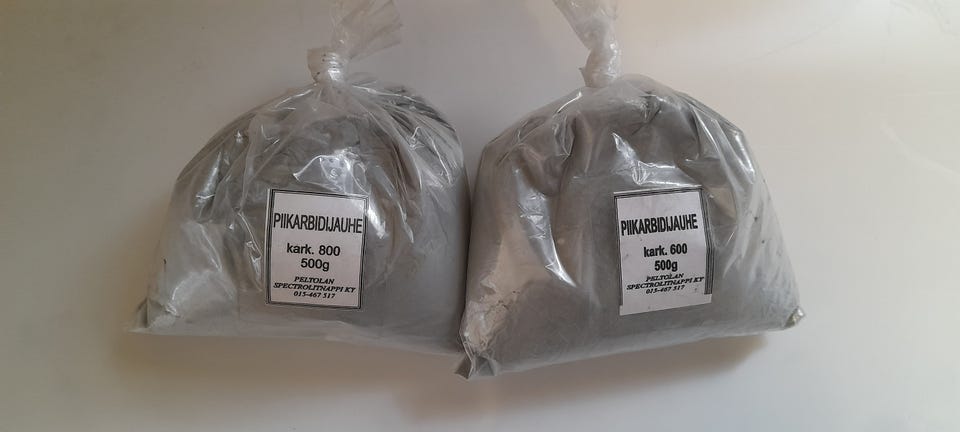 PIIKARBIDIJAUHE
kark. 800
500g
PELTOLAN
SPECTROLITNAPPI KY
015-467 517
PIIKARBIDIJAUHE
kark. 600
500g
PELTOLAN
SPECTROLITNAPPI KY
015-467 517